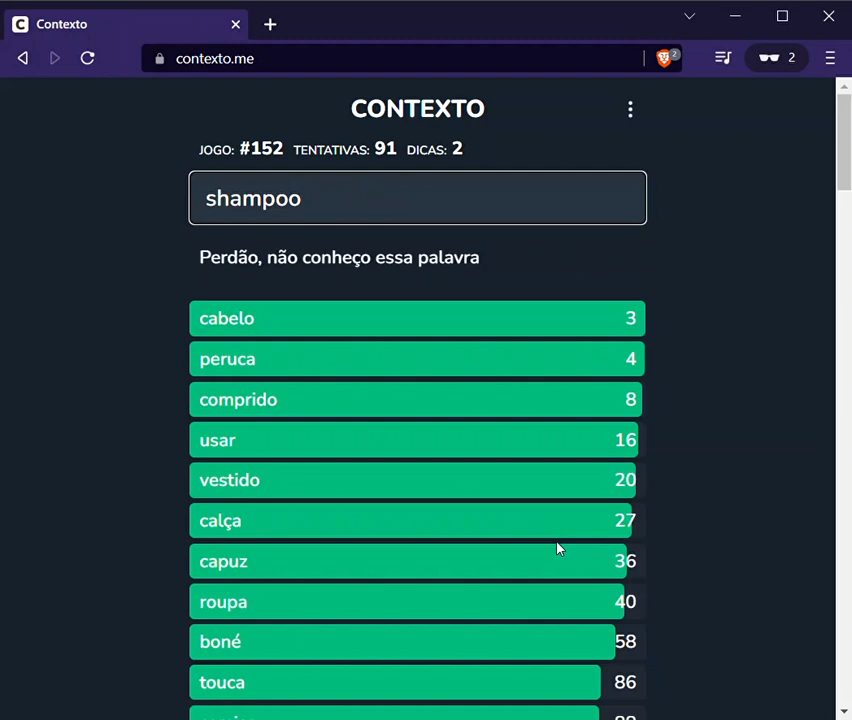 C Contexto
contexto.me
2
2
CONTEXTO
JOGO: #152 TENTATIVAS: 91 DICAS: 2
shampoo
Perdão, não conheço essa palavra
cabelo 3
peruca 4
comprido 8
usar 16
vestido 20
calça 27
capuz 36
roupa 40
boné 58
touca 86